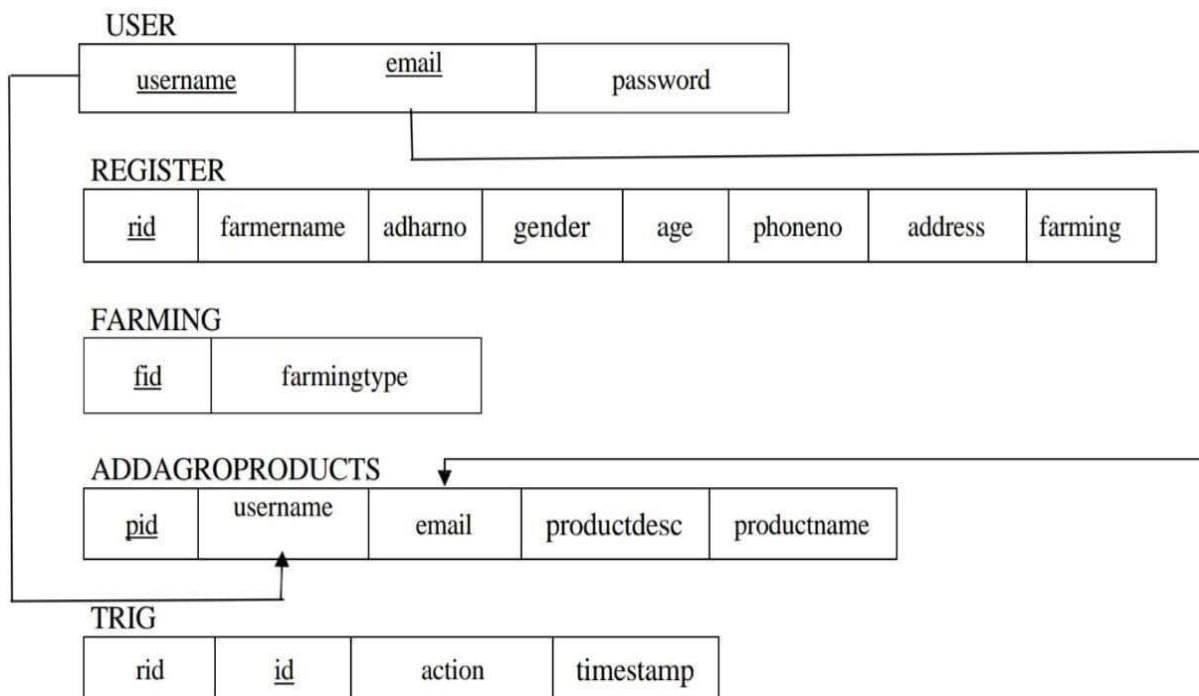 USER
username email password
REGISTER
rid farmername adharno gender age phoneno address farming
FARMING
fid farmingtype
ADDAGROPRODUCTS
pid username email productdesc productname
TRIG
rid id action timestamp